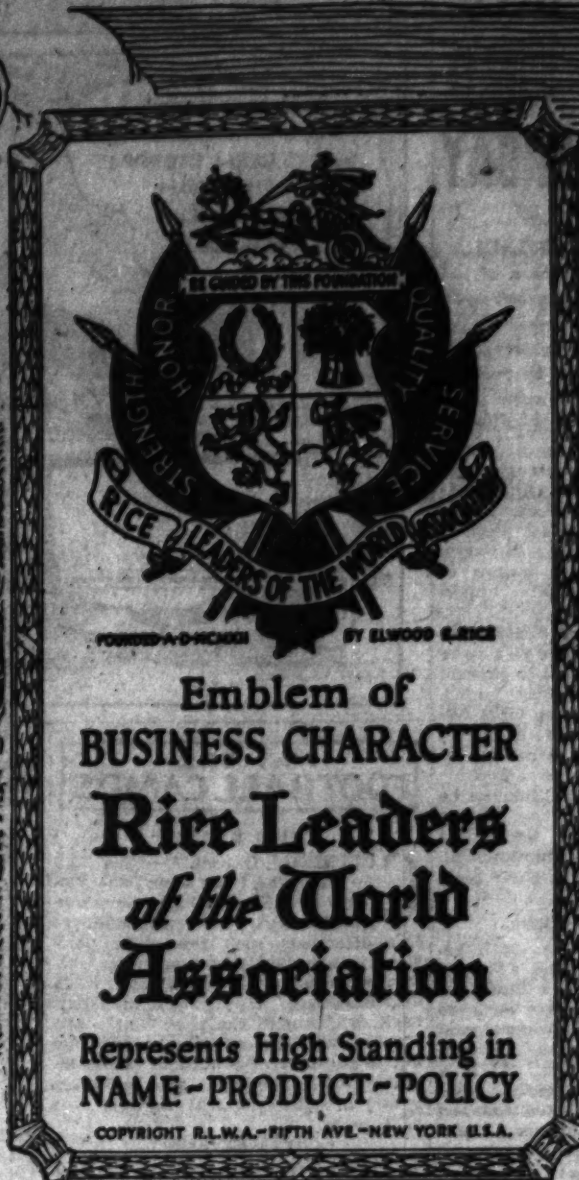 BE GUIDED BY THIS FOUNDATION
HONOR
QUALITY
STRENGTH
SERVICE
RICE LEADERS OF THE WORLD ASSOCIATION
FOUNDED A·D·MCMXII BY ELWOOD E. RICE
Emblem of
BUSINESS CHARACTER
Rice Leaders
of the World
Association
Represents High Standing in
NAME-PRODUCT-POLICY
COPYRIGHT R.L.W.A.-FIFTH AVE.-NEW YORK U.S.A.